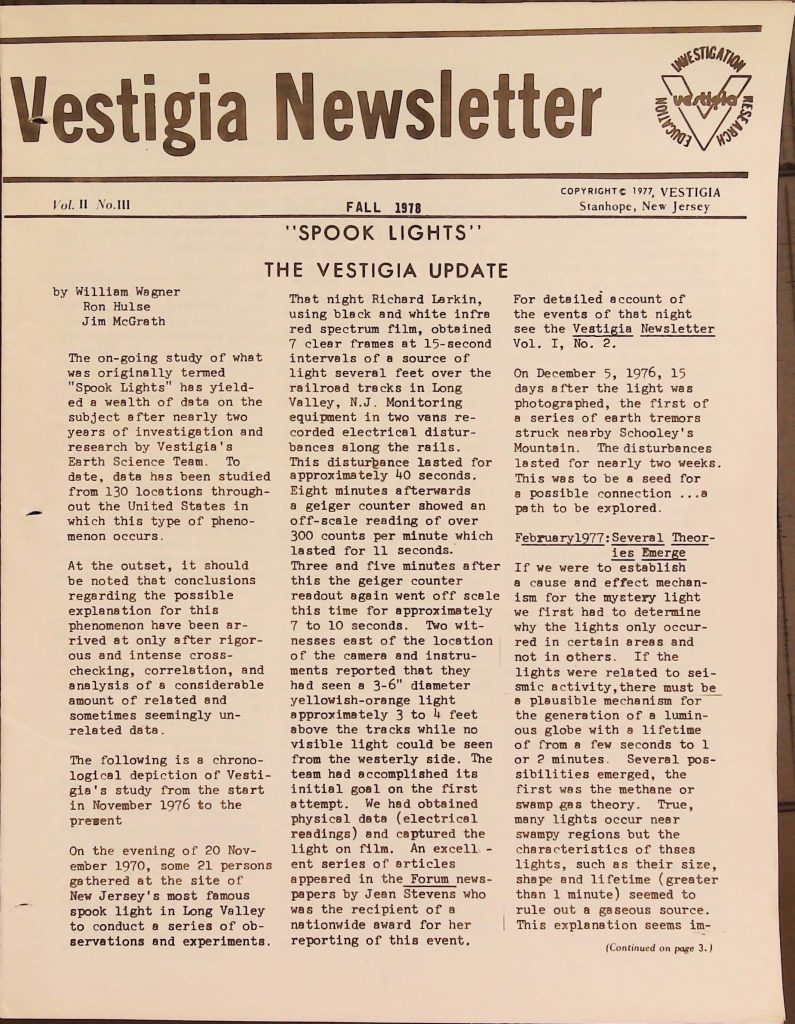 Vestigia Newsletter
INVESTIGATION
EDUCATION
RESEARCH
vestigia
Vol. II No.III
FALL 1978
COPYRIGHT© 1977, VESTIGIA
Stanhope, New Jersey
"SPOOK LIGHTS"
THE VESTIGIA UPDATE
by William Wagner
Ron Hulse
Jim McGrath
The on-going study of what
was originally termed
"Spook Lights" has yield-
ed a wealth of data on the
subject after nearly two
years of investigation and
research by Vestigia's
Earth Science Team. To
date, data has been studied
from 130 locations through-
out the United States in
which this type of pheno-
menon occurs.
At the outset, it should
be noted that conclusions
regarding the possible
explanation for this
phenomenon have been ar-
rived at only after rigor-
ous and intense cross-
checking, correlation, and
analysis of a considerable
amount of related and
sometimes seemingly un-
related data.
The following is a chrono-
logical depiction of Vesti-
gia's study from the start
in November 1976 to the
present
On the evening of 20 Nov-
ember 1970, some 21 persons
gathered at the site of
New Jersey's most famous
spook light in Long Valley
to conduct a series of ob-
servations and experiments.
That night Richard Larkin,
using black and white infra
red spectrum film, obtained
7 clear frames at 15-second
intervals of a source of
light several feet over the
railroad tracks in Long
Valley, N.J. Monitoring
equipment in two vans re-
corded electrical distur-
bances along the rails.
This disturbance lasted for
approximately 40 seconds.
Eight minutes afterwards
a geiger counter showed an
off-scale reading of over
300 counts per minute which
lasted for 11 seconds.
Three and five minutes after
this the geiger counter
readout again went off scale
this time for approximately
7 to 10 seconds. Two wit-
nesses east of the location
of the camera and instru-
ments reported that they
had seen a 3-6" diameter
yellowish-orange light
approximately 3 to 4 feet
above the tracks while no
visible light could be seen
from the westerly side. The
team had accomplished its
initial goal on the first
attempt. We had obtained
physical data (electrical
readings) and captured the
light on film. An excell -
ent series of articles
appeared in the Forum news-
papers by Jean Stevens who
was the recipient of a
nationwide award for her
reporting of this event.
For detailed account of
the events of that night
see the Vestigia Newsletter
Vol. I, No. 2.
On December 5, 1976, 15
days after the light was
photographed, the first of
a series of earth tremors
struck nearby Schooley's
Mountain. The disturbances
lasted for nearly two weeks.
This was to be a seed for
a possible connection ...a
path to be explored.
February1977:Several Theor-
ies Emerge
If we were to establish
a cause and effect mechan-
ism for the mystery light
we first had to determine
why the lights only occur-
red in certain areas and
not in others. If the
lights were related to sei-
smic activity,there must be
a plausible mechanism for
the generation of a lumin-
ous globe with a lifetime
of from a few seconds to 1
or 2 minutes. Several pos-
sibilities emerged, the
first was the methane or
swamp gas theory. True,
many lights occur near
swampy regions but the
characteristics of thses
lights, such as their size,
shape and lifetime (greater
than 1 minute) seemed to
rule out a gaseous source.
This explanation seems im-
(Continued on page 3.)